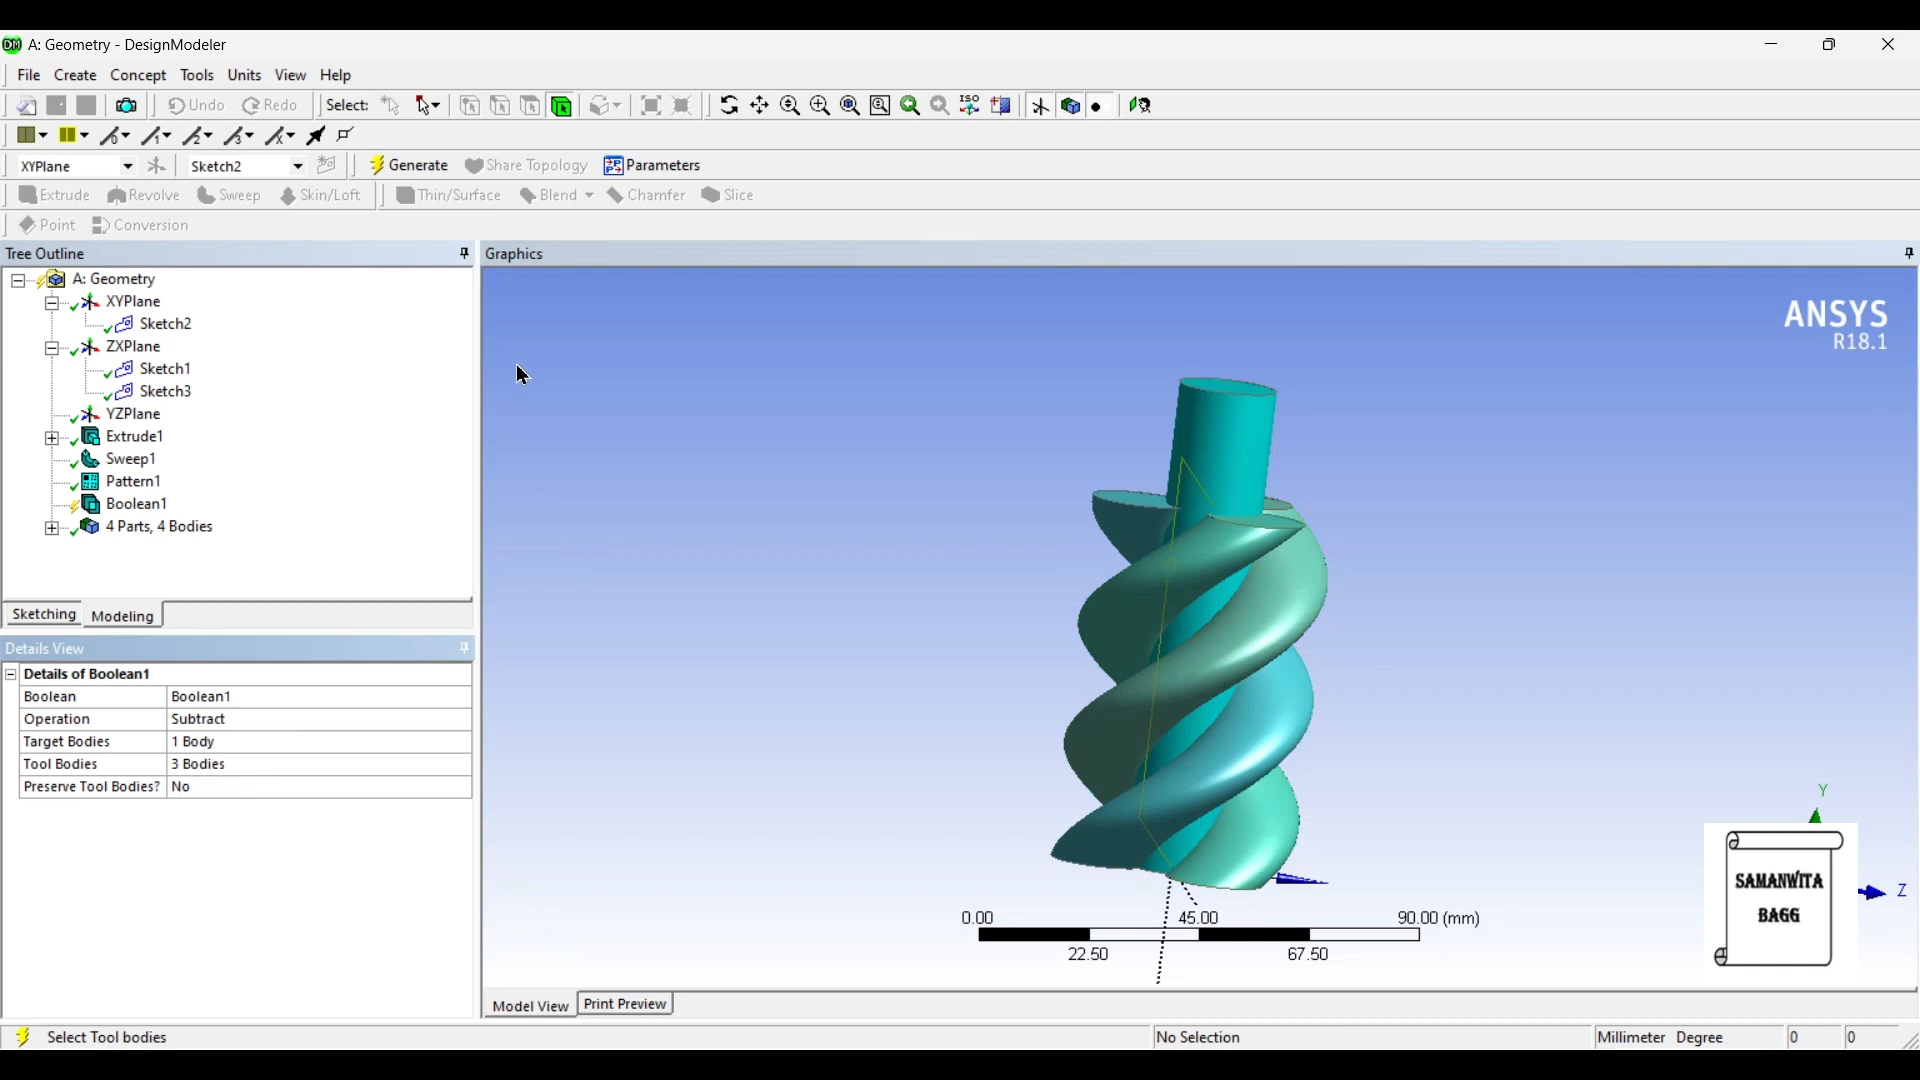 A: Geometry - DesignModeler
File Create Concept Tools Units View Help
Undo Redo Select: ISO
XYPlane Sketch2 Generate Share Topology Parameters
Extrude Revolve Sweep Skin/Loft Thin/Surface Blend Chamfer Slice
Point Conversion
Tree Outline
Graphics
A: Geometry
XYPlane
Sketch2
ZXPlane
Sketch1
Sketch3
YZPlane
Extrude1
Sweep1
Pattern1
Boolean1
4 Parts, 4 Bodies
Sketching Modeling
Details View
Details of Boolean1
Boolean Boolean1
Operation Subtract
Target Bodies 1 Body
Tool Bodies 3 Bodies
Preserve Tool Bodies? No
ANSYS
R18.1
Y
Z
SAMANWITA
BAGG
0.00 45.00 90.00 (mm)
22.50 67.50
Model View Print Preview
Select Tool bodies No Selection Millimeter Degree 0 0